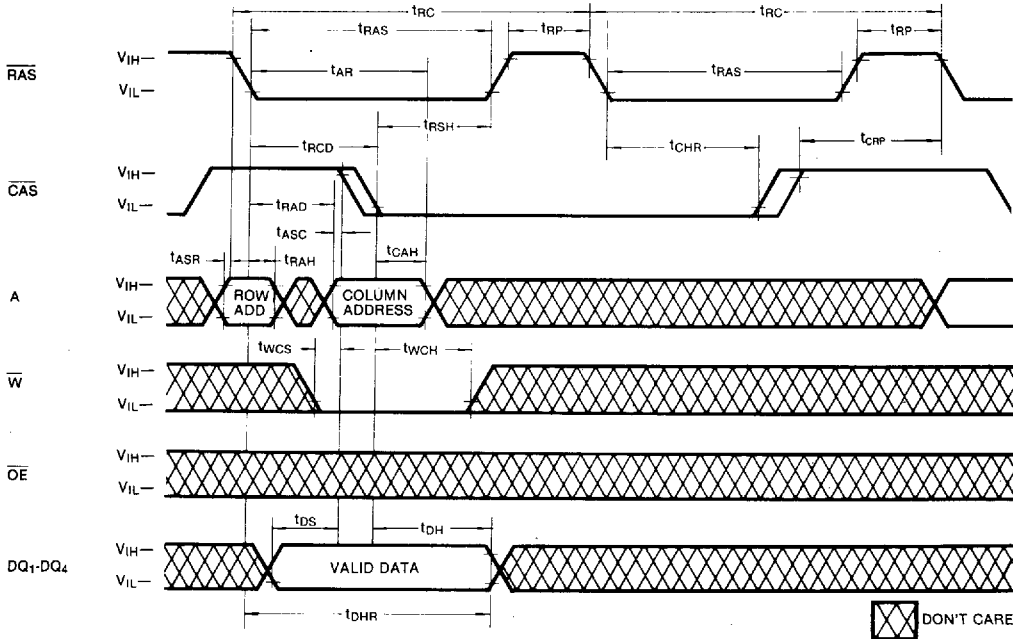 tRC tRC
tRAS tRP tRP
RAS VIH— tAR tRAS
VIL—
tRSH
tRCD tCHR tCRP
CAS VIH—
VIL— tRAD
tASC
tASR tRAH tCAH
A VIH— ROW ADD COLUMN ADDRESS
VIL—
tWCS tWCH
W VIH—
VIL—
OE VIH—
VIL—
tDS tDH
DQ1-DQ4 VIH— VALID DATA
VIL—
tDHR
DON'T CARE